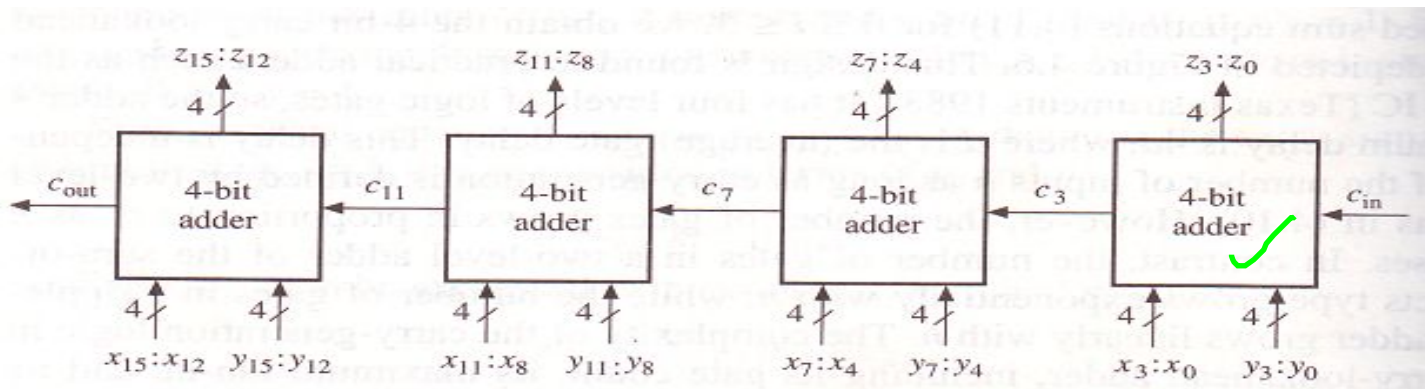 z15:z12 z11:z8 z7:z4 z3:z0
4 4 4 4
cout 4-bit adder c11 4-bit adder c7 4-bit adder c3 4-bit adder cin
4 4 4 4 4 4 4 4
x15:x12 y15:y12 x11:x8 y11:y8 x7:x4 y7:y4 x3:x0 y3:y0